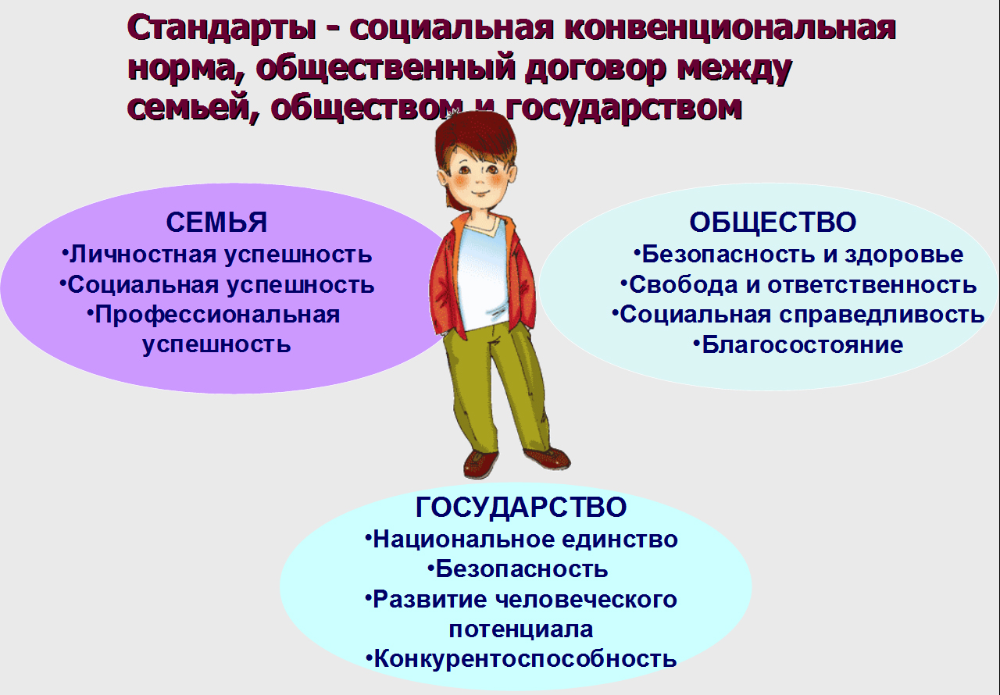 Стандарты - социальная конвенциональная
норма, общественный договор между
семьей, обществом и государством
СЕМЬЯ
•Личностная успешность
•Социальная успешность
•Профессиональная
успешность
ОБЩЕСТВО
•Безопасность и здоровье
•Свобода и ответственность
•Социальная справедливость
•Благосостояние
ГОСУДАРСТВО
•Национальное единство
•Безопасность
•Развитие человеческого
потенциала
•Конкурентоспособность